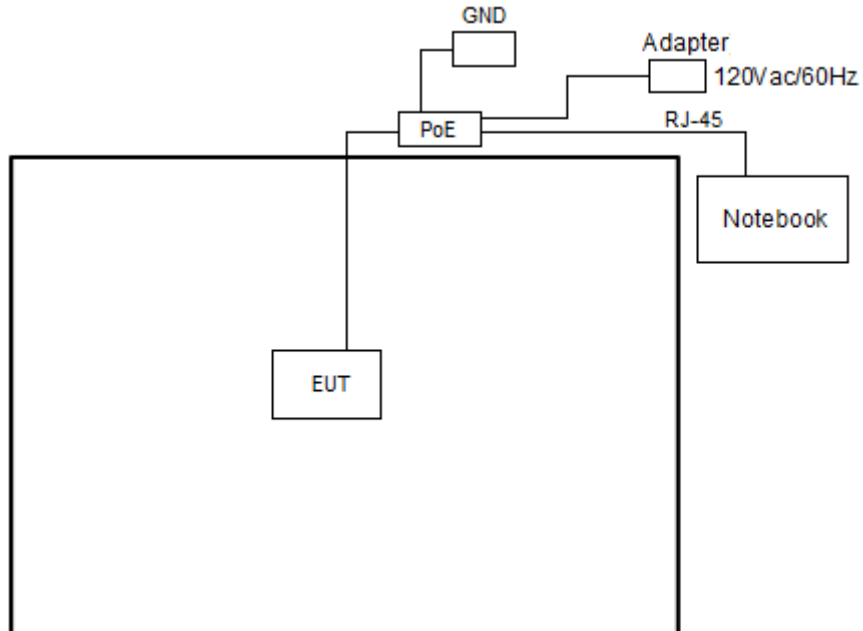 GND
Adapter
120Vac/60Hz
PoE
RJ-45
Notebook
EUT